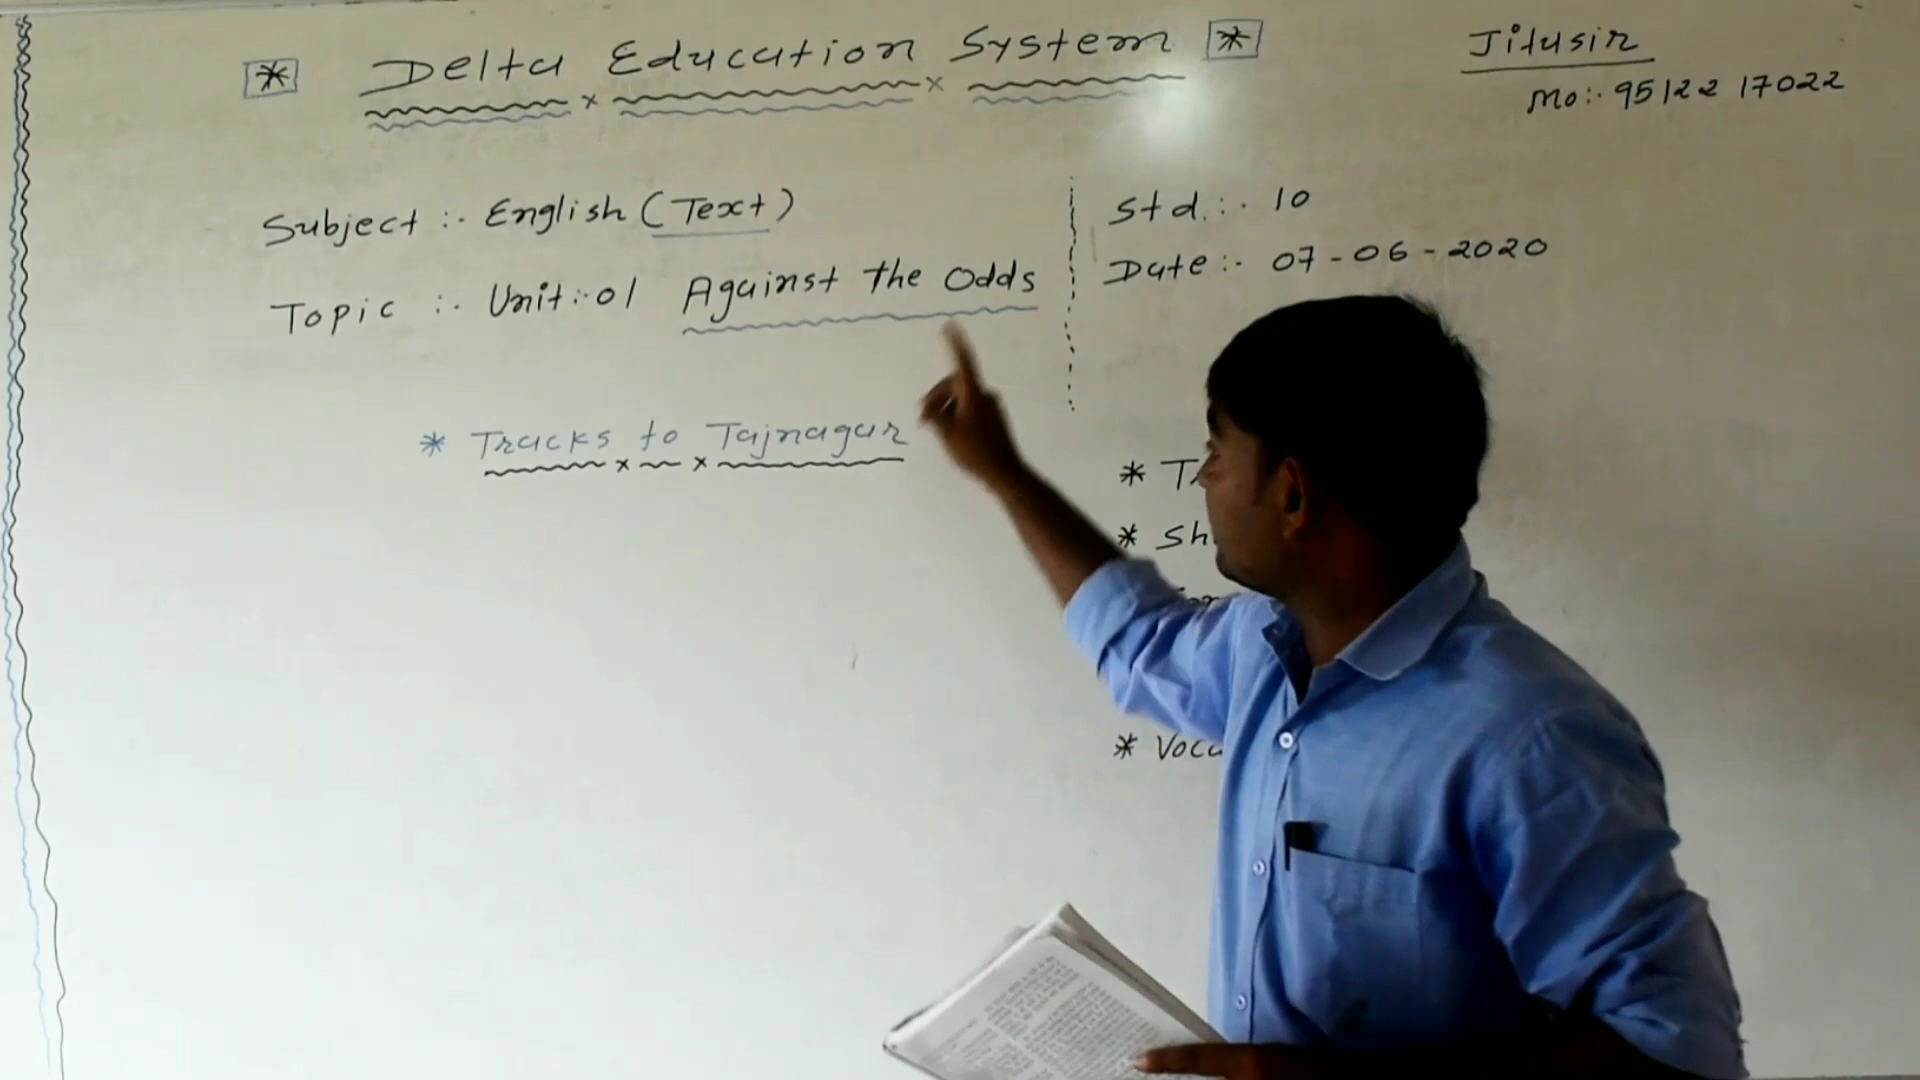 * Delta Education System *
Jitusir
Mo:- 95122 17022
Subject :- English (Text)
Std. :- 10
Topic :- Unit:-01 Against the Odds
Date :- 07-06-2020
* Tracks to Tajnagar